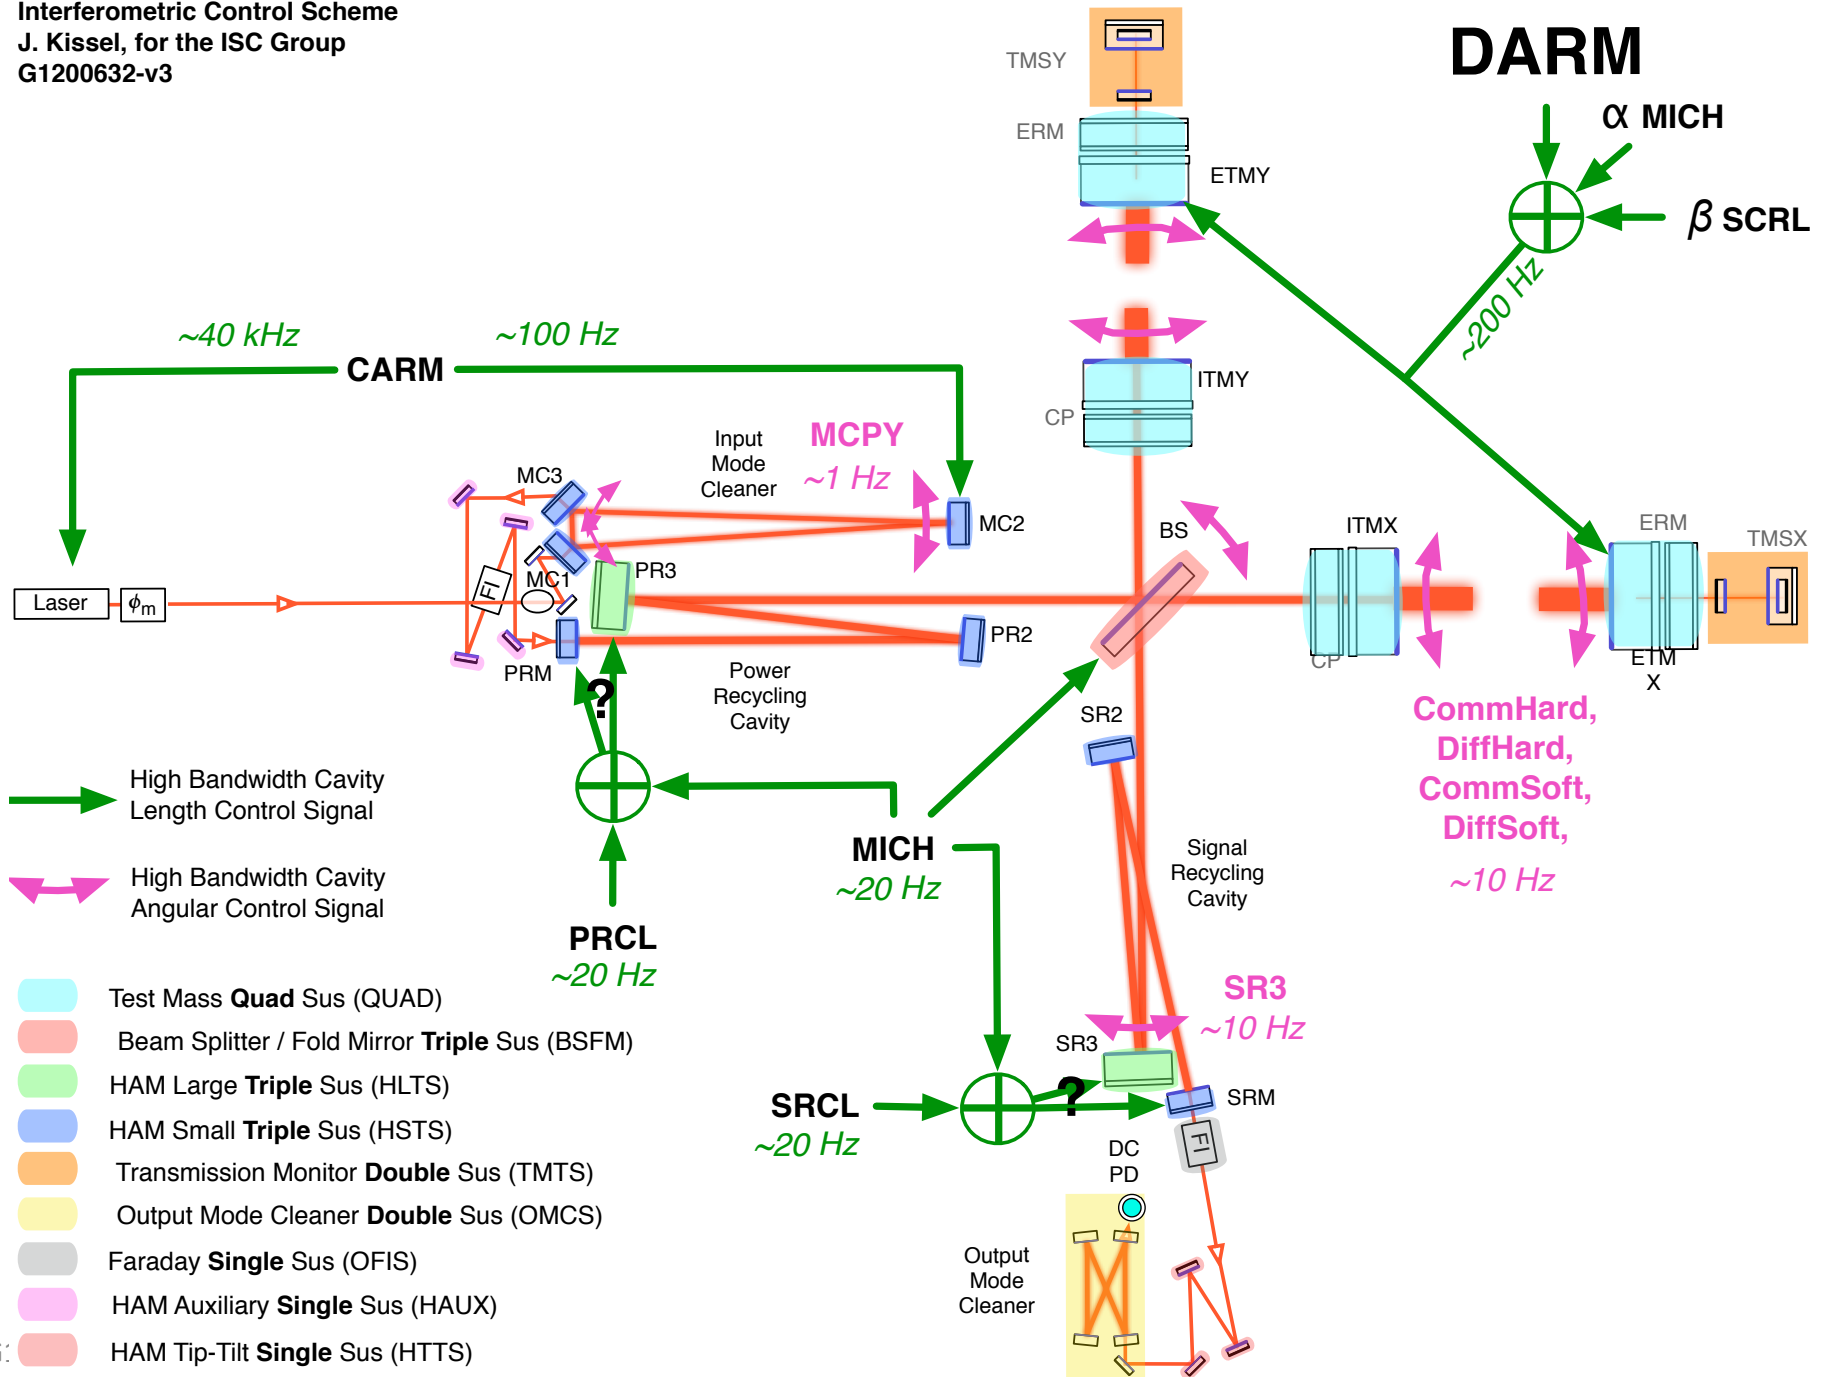 Interferometric Control Scheme
J. Kissel, for the ISC Group
G1200632-v3
DARM
TMSY
α MICH
ERM
ETMY
β SCRL
~200 Hz
~40 kHz
~100 Hz
CARM
ITMY
CP
MCPY
~1 Hz
Input
Mode
Cleaner
MC3
MC2
BS
ITMX
ERM
TMSX
FI
MC1
PR3
Laser
ϕm
PR2
PRM
CP
ETM
X
?
Power
Recycling
Cavity
SR2
CommHard,
DiffHard,
CommSoft,
DiffSoft,
~10 Hz
High Bandwidth Cavity
Length Control Signal
High Bandwidth Cavity
Angular Control Signal
MICH
~20 Hz
Signal
Recycling
Cavity
PRCL
~20 Hz
SR3
~10 Hz
SR3
?
SRCL
~20 Hz
SRM
FI
DC
PD
Output
Mode
Cleaner
Test Mass Quad Sus (QUAD)
Beam Splitter / Fold Mirror Triple Sus (BSFM)
HAM Large Triple Sus (HLTS)
HAM Small Triple Sus (HSTS)
Transmission Monitor Double Sus (TMTS)
Output Mode Cleaner Double Sus (OMCS)
Faraday Single Sus (OFIS)
HAM Auxiliary Single Sus (HAUX)
HAM Tip-Tilt Single Sus (HTTS)